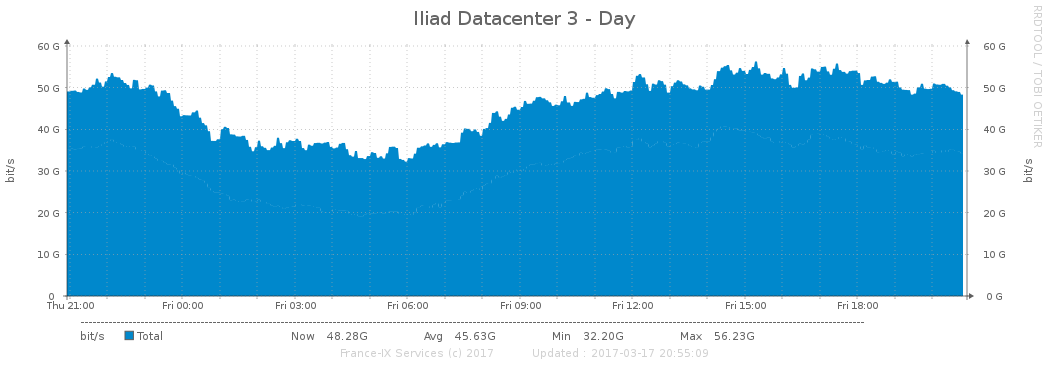 Iliad Datacenter 3 - Day
RRDTOOL / TOBI OETIKER
60 G 60 G
50 G 50 G
40 G 40 G
30 G 30 G
20 G 20 G
10 G 10 G
0 0 G
bit/s bit/s
Thu 21:00 Fri 00:00 Fri 03:00 Fri 06:00 Fri 09:00 Fri 12:00 Fri 15:00 Fri 18:00
bit/s Total Now 48.28G Avg 45.63G Min 32.20G Max 56.23G
France-IX Services (c) 2017 Updated : 2017-03-17 20:55:09